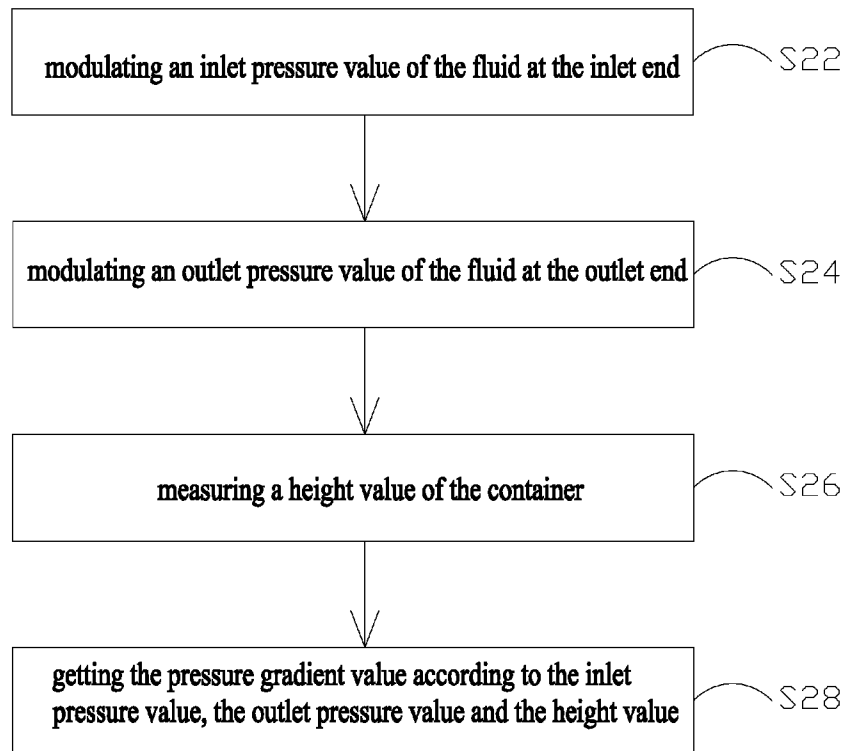 modulating an inlet pressure value of the fluid at the inlet end
S22
modulating an outlet pressure value of the fluid at the outlet end
S24
measuring a height value of the container
S26
getting the pressure gradient value according to the inlet
pressure value, the outlet pressure value and the height value
S28